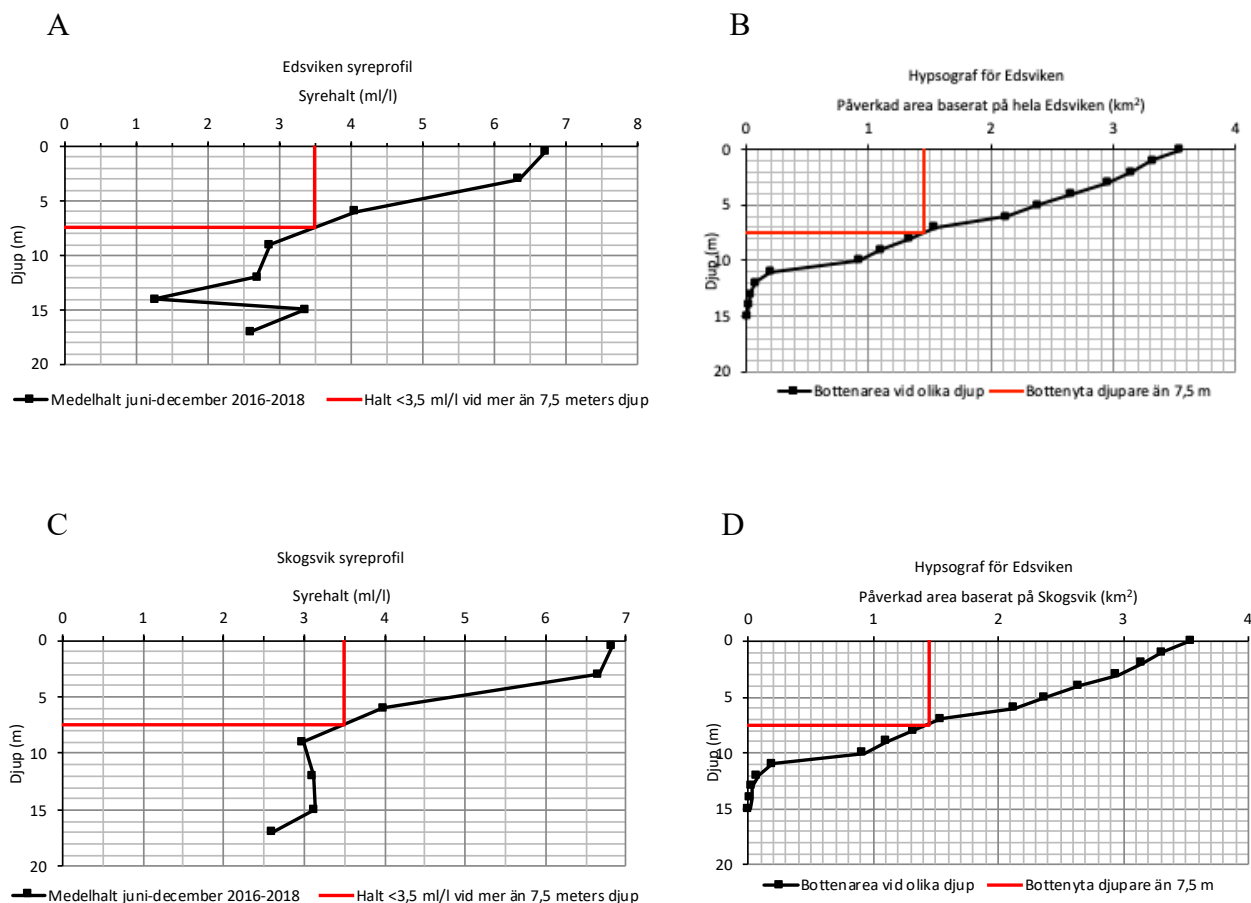 A
Edsviken syreprofil
Syrehalt (ml/l)
0 1 2 3 4 5 6 7 8
0
5
10
15
20
Djup (m)
Medelhalt juni-december 2016-2018 Halt <3,5 ml/l vid mer än 7,5 meters djup
B
Hypsograf för Edsviken
Påverkad area baserat på hela Edsviken (km²)
0 1 2 3 4
0
5
10
15
20
Djup (m)
Bottenarea vid olika djup Bottenyta djupare än 7,5 m
C
Skogsvik syreprofil
Syrehalt (ml/l)
0 1 2 3 4 5 6 7
0
5
10
15
20
Djup (m)
Medelhalt juni-december 2016-2018 Halt <3,5 ml/l vid mer än 7,5 meters djup
D
Hypsograf för Edsviken
Påverkad area baserat på Skogsvik (km²)
0 1 2 3 4
0
5
10
15
20
Djup (m)
Bottenarea vid olika djup Bottenyta djupare än 7,5 m